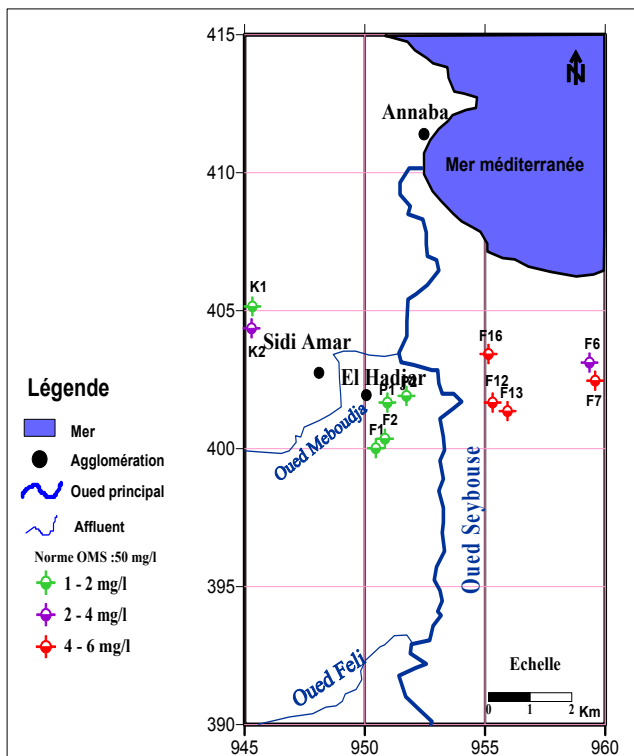 415
410
405
400
395
390
945
950
955
960
N
Annaba
Mer méditerranée
K1
K2
Sidi Amar
El Hadjar
F16
F6
F7
F12
F13
P1
F2
F1
Oued Meboudja
Oued Seybouse
Oued Feli
Echelle
0 1 2
Km
Légende
Mer
Agglomération
Oued principal
Affluent
Norme OMS :50 mg/l
1 - 2 mg/l
2 - 4 mg/l
4 - 6 mg/l